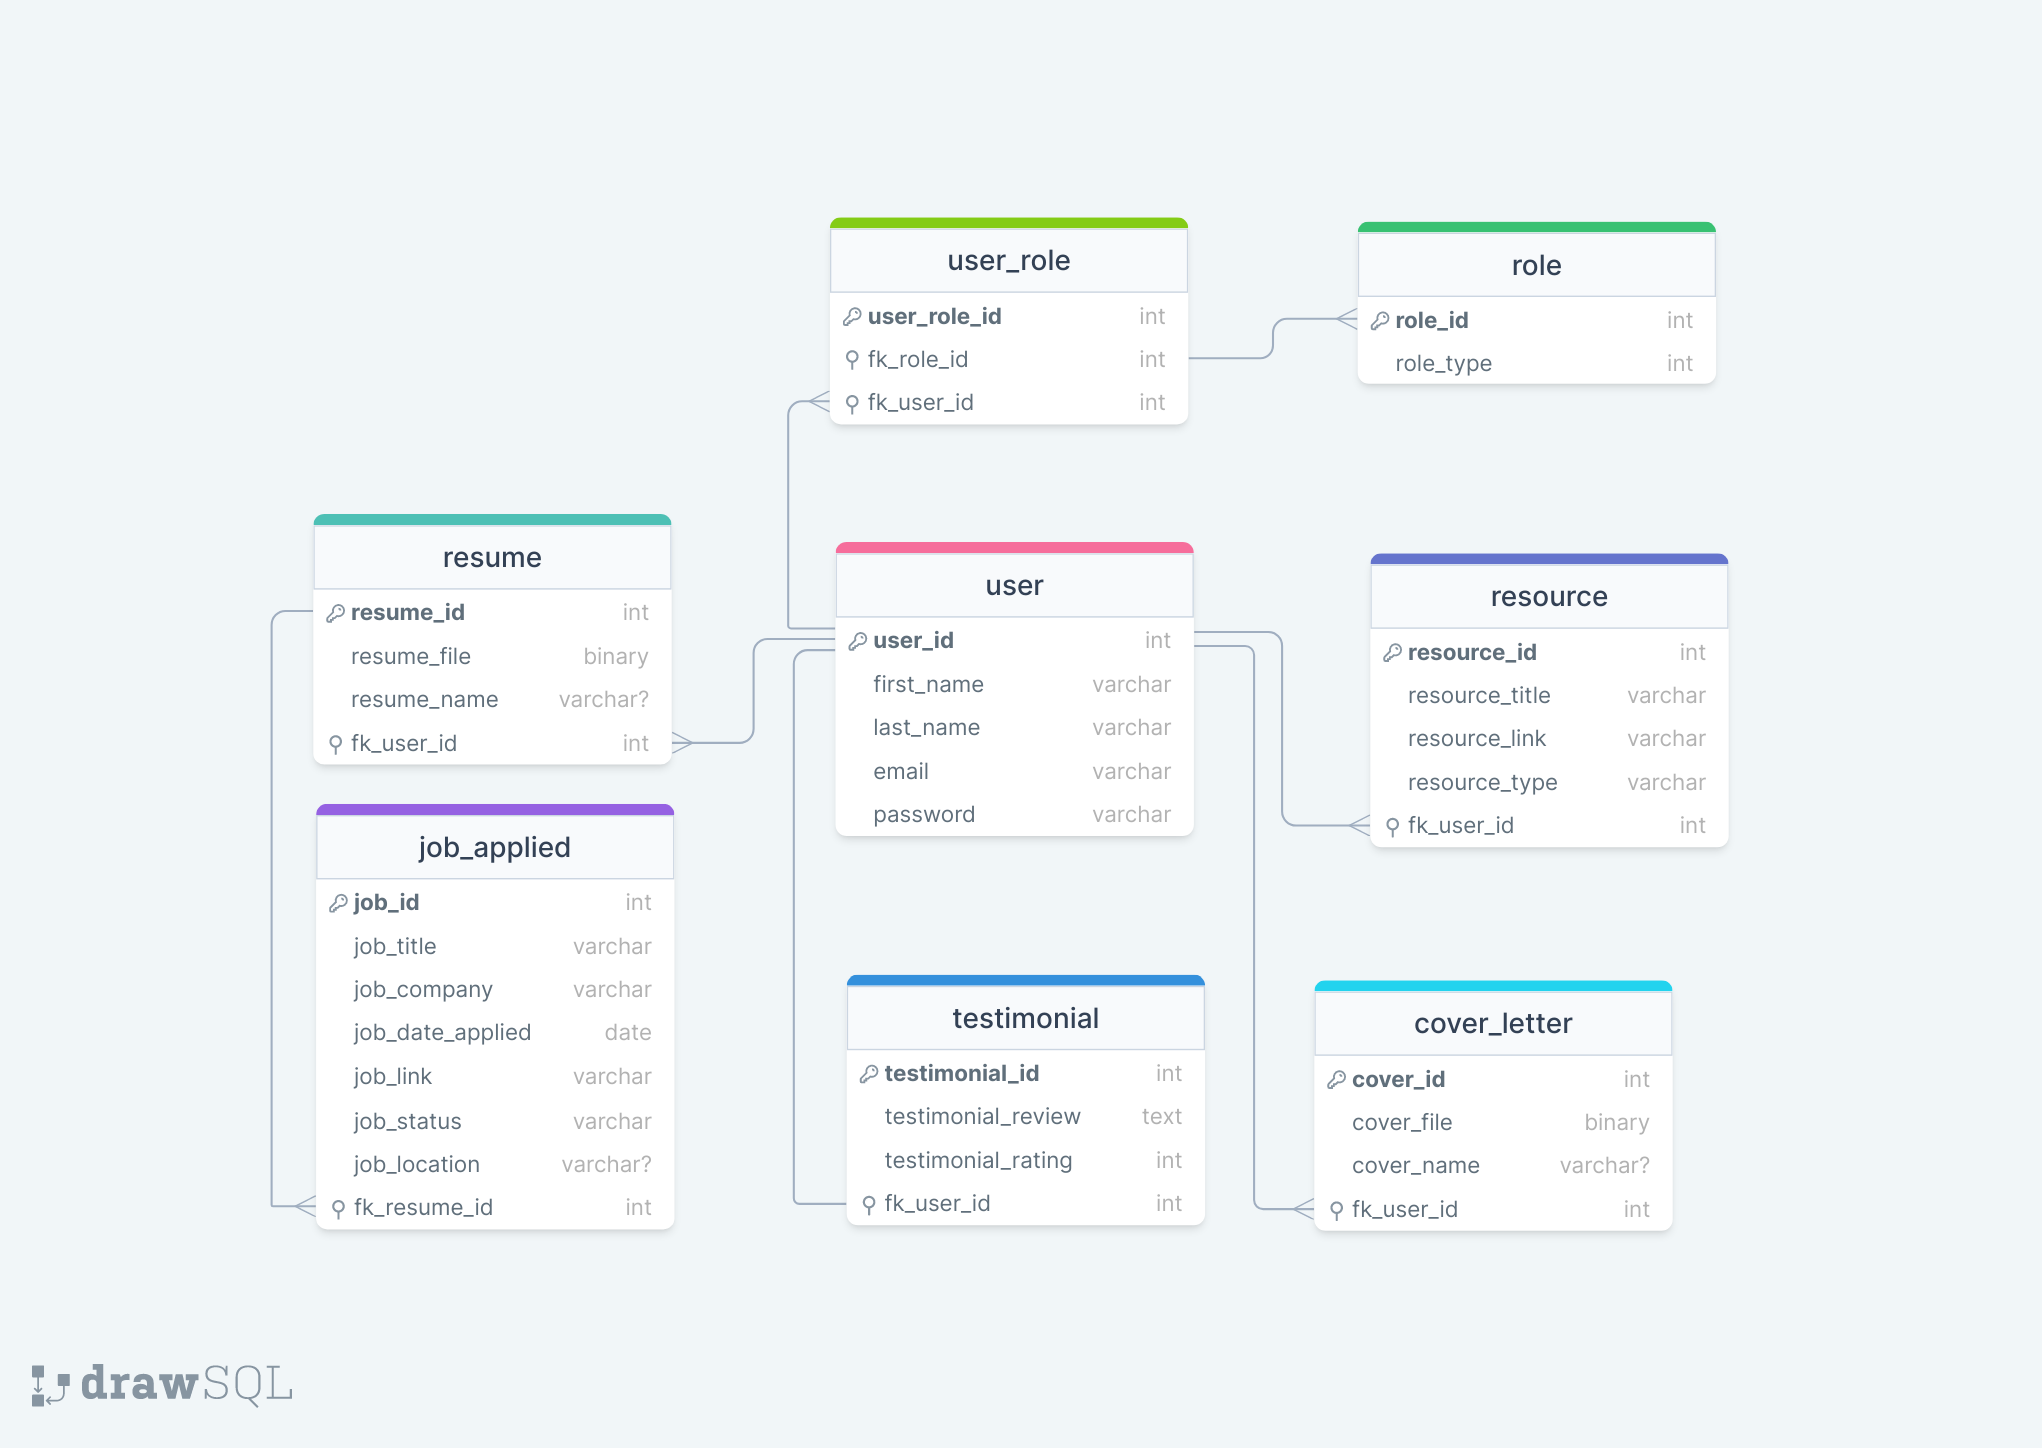 user_role
user_role_id int
fk_role_id int
fk_user_id int
role
role_id int
role_type int
resume
resume_id int
resume_file binary
resume_name varchar?
fk_user_id int
user
user_id int
first_name varchar
last_name varchar
email varchar
password varchar
resource
resource_id int
resource_title varchar
resource_link varchar
resource_type varchar
fk_user_id int
job_applied
job_id int
job_title varchar
job_company varchar
job_date_applied date
job_link varchar
job_status varchar
job_location varchar?
fk_resume_id int
testimonial
testimonial_id int
testimonial_review text
testimonial_rating int
fk_user_id int
cover_letter
cover_id int
cover_file binary
cover_name varchar?
fk_user_id int
drawSQL